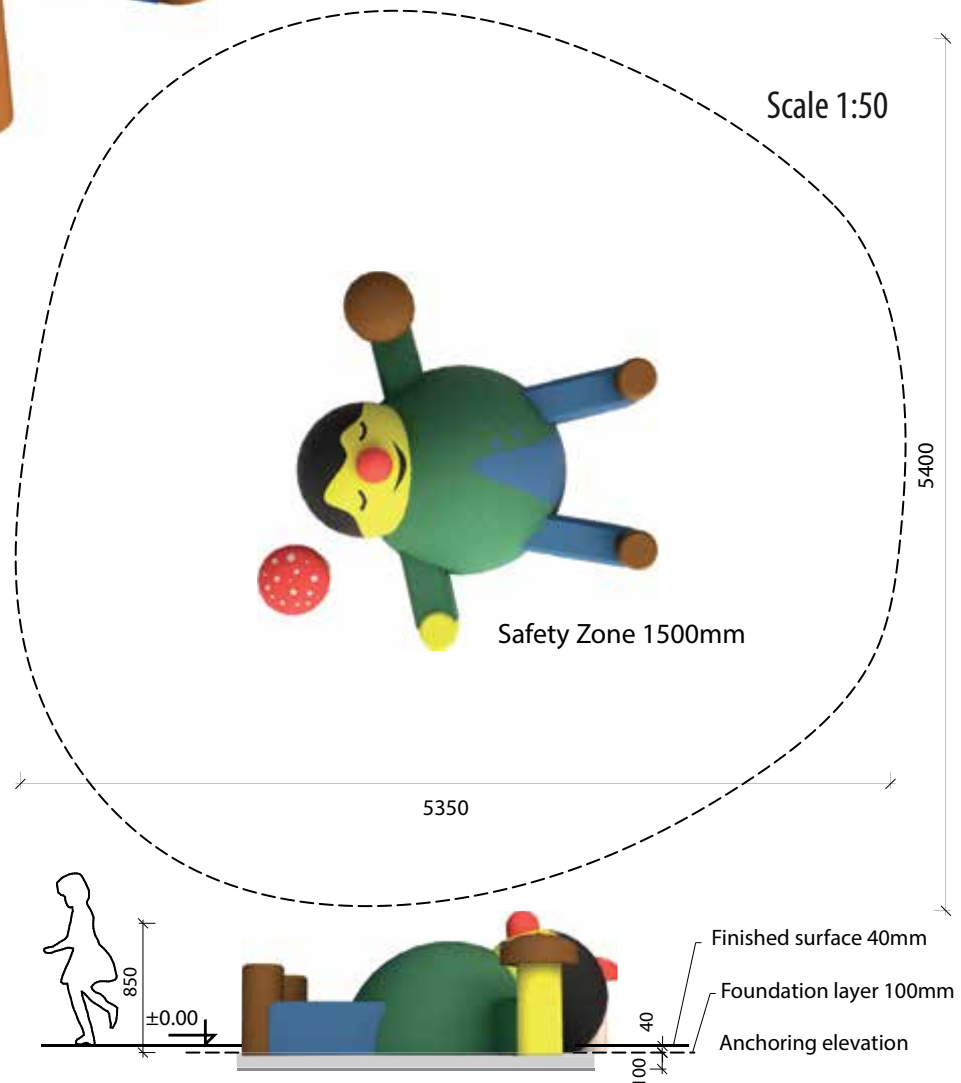 Scale 1:50
5400
Safety Zone 1500mm
5350
850
±0.00
Finished surface 40mm
Foundation layer 100mm
40
Anchoring elevation
100